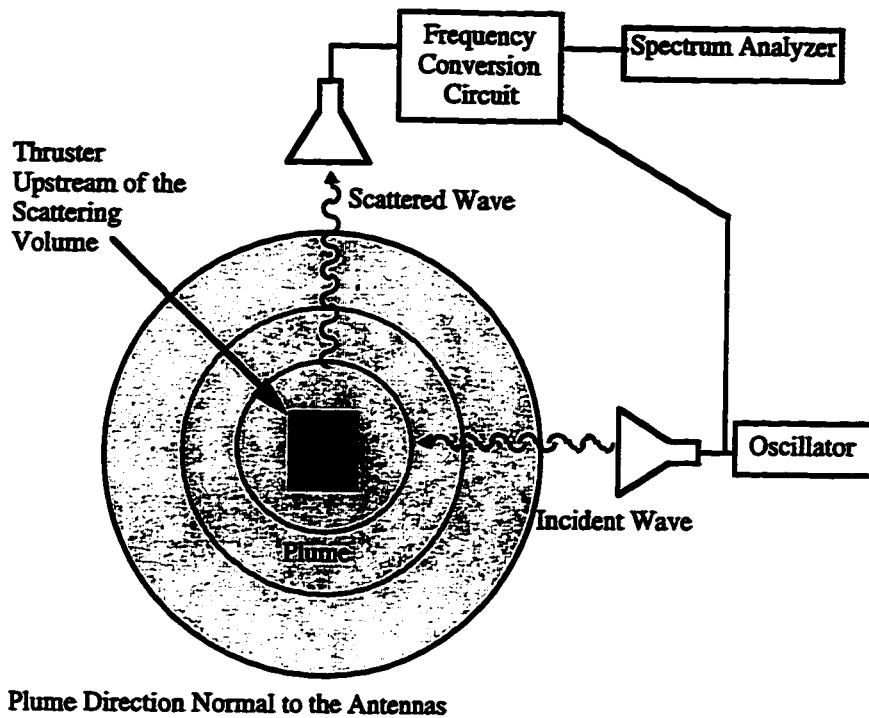 Frequency
Conversion
Circuit
Spectrum Analyzer
Thruster
Upstream of the
Scattering
Volume
Scattered Wave
Oscillator
Incident Wave
Plume
Plume Direction Normal to the Antennas